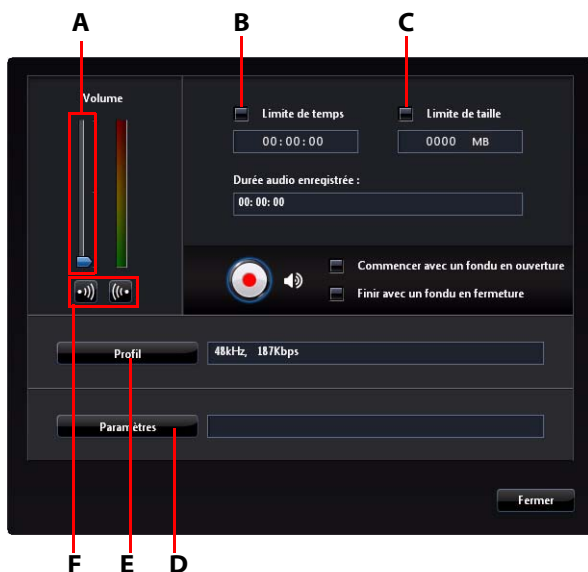 A B C
Volume
Limite de temps
Limite de taille
00:00:00
0000 MB
Durée audio enregistrée :
00: 00: 00
Commencer avec un fondu en ouverture
Finir avec un fondu en fermeture
Profil
48kHz, 187Kbps
Paramètres
Fermer
F E D